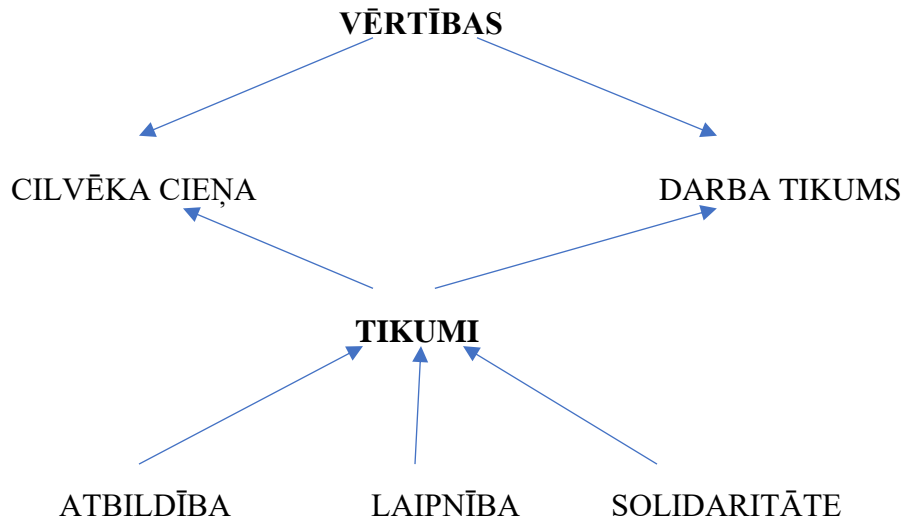 VĒRTĪBAS
CILVĒKA CIEŅA DARBA TIKUMS
TIKUMI
ATBILDĪBA LAIPNĪBA SOLIDARITĀTE